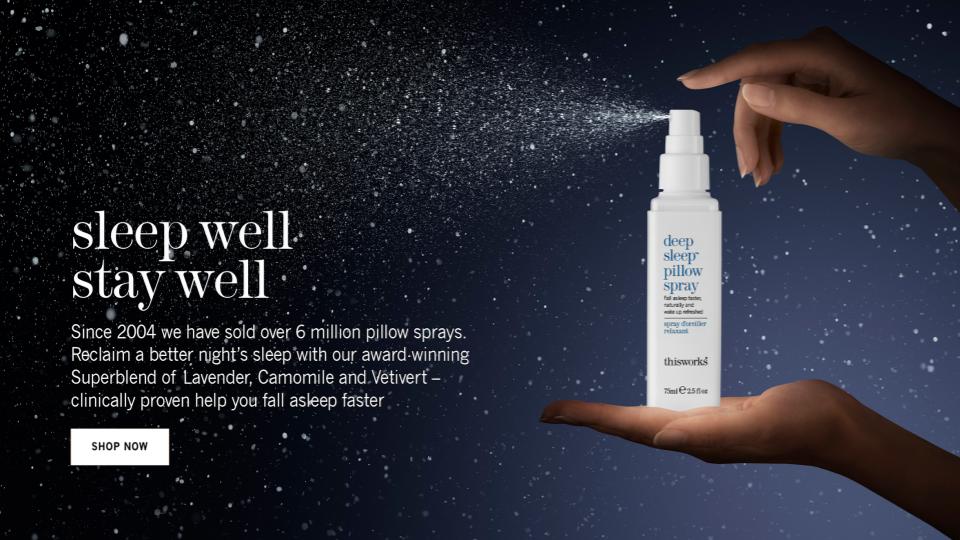 sleep well
stay well
Since 2004 we have sold over 6 million pillow sprays.
Reclaim a better night's sleep with our award-winning
Superblend of Lavender, Camomile and Vetivert –
clinically proven help you fall asleep faster
SHOP NOW
deep
sleep
pillow
spray
fall asleep faster,
naturally and
wake up refreshed
spray d'oreiller
relaxant
thisworks
75ml ℮ 2.5 fl oz